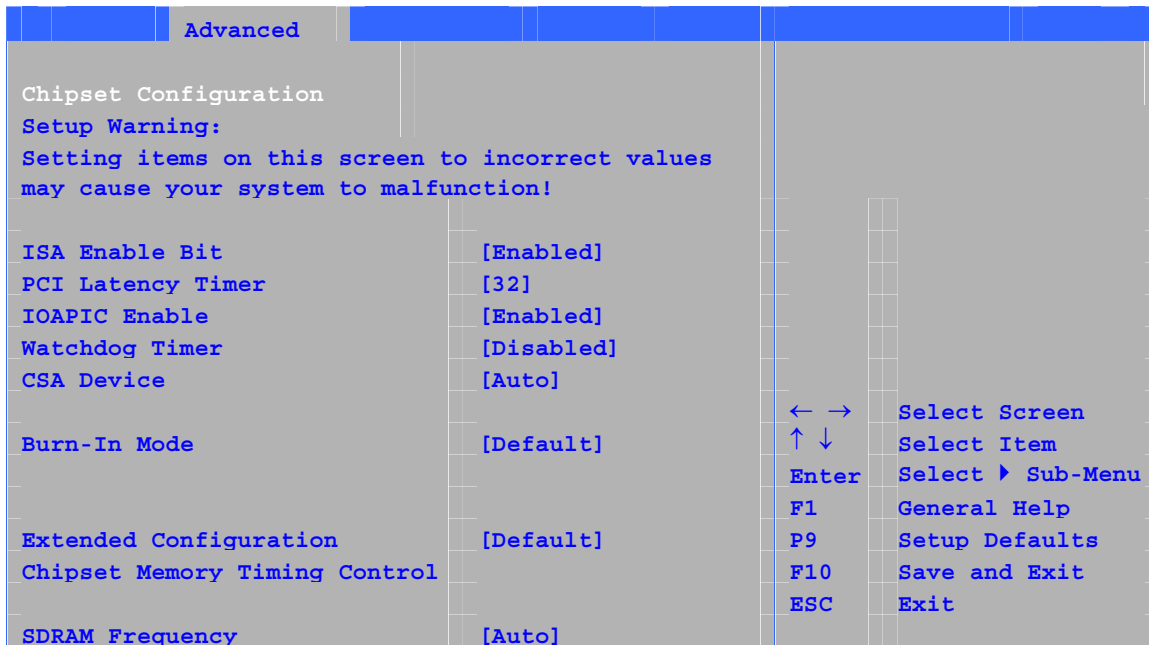 Advanced
Chipset Configuration
Setup Warning:
Setting items on this screen to incorrect values
may cause your system to malfunction!
ISA Enable Bit [Enabled]
PCI Latency Timer [32]
IOAPIC Enable [Enabled]
Watchdog Timer [Disabled]
CSA Device [Auto]
Burn-In Mode [Default]
Extended Configuration [Default]
Chipset Memory Timing Control
SDRAM Frequency [Auto]
← → Select Screen
↑ ↓ Select Item
Enter Select ▶ Sub-Menu
F1 General Help
P9 Setup Defaults
F10 Save and Exit
ESC Exit